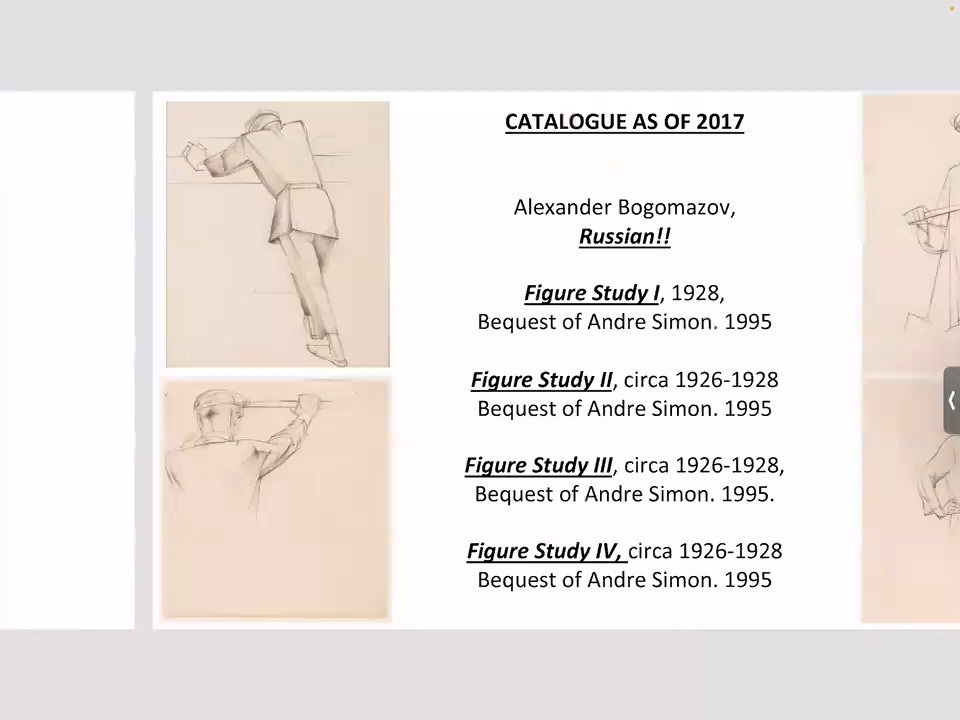 CATALOGUE AS OF 2017
Alexander Bogomazov,
Russian!!
Figure Study I, 1928,
Bequest of Andre Simon. 1995
Figure Study II, circa 1926-1928
Bequest of Andre Simon. 1995
Figure Study III, circa 1926-1928,
Bequest of Andre Simon. 1995.
Figure Study IV, circa 1926-1928
Bequest of Andre Simon. 1995